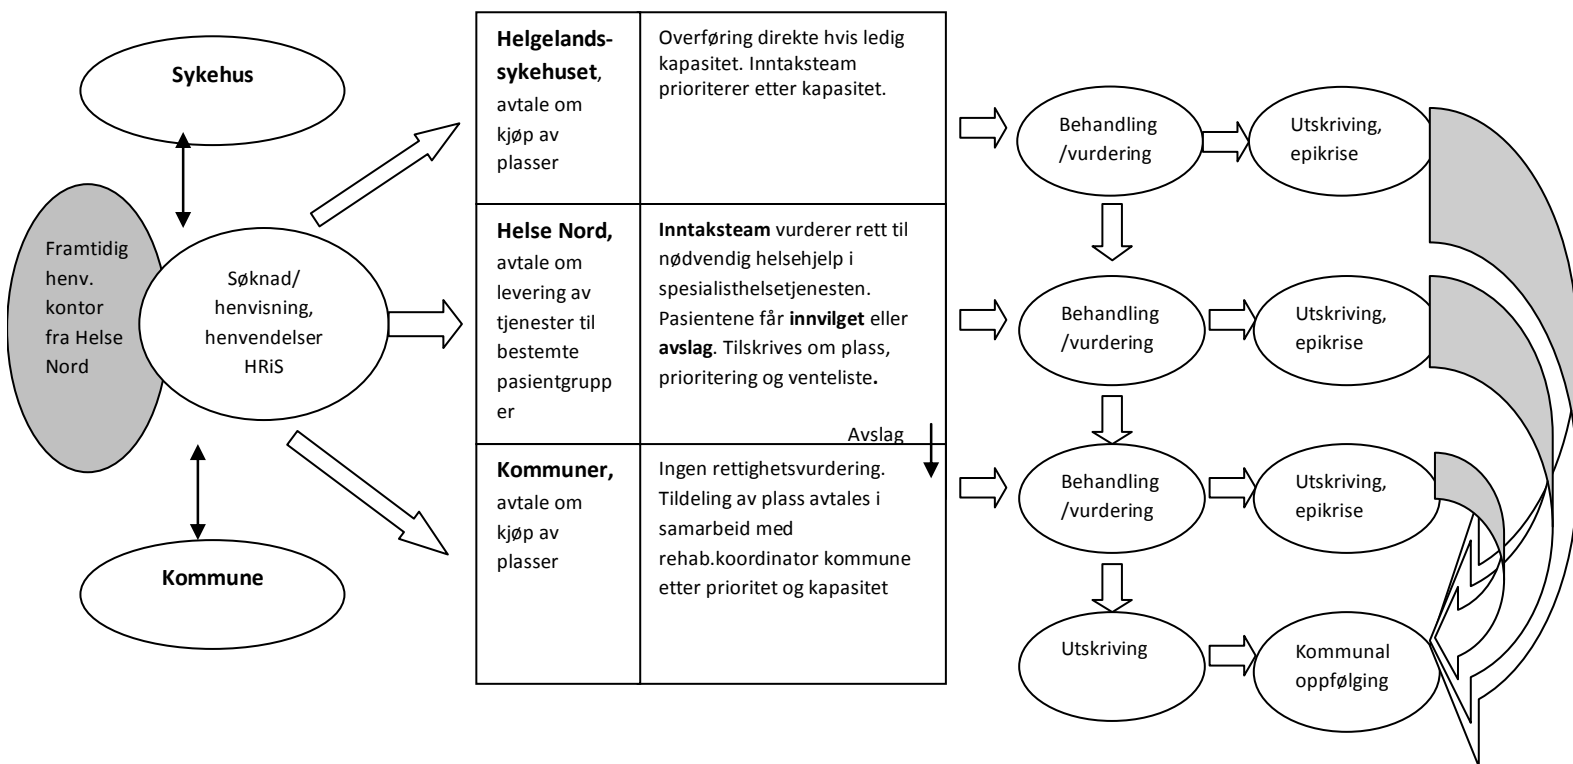 Sykehus
Framtidig
henv.
kontor
fra Helse
Nord
Søknad/
henvisning,
henvendelser
HRiS
Kommune
Helgelands-
sykehuset,
avtale om
kjøp av
plasser
Overføring direkte hvis ledig
kapasitet. Inntaksteam
prioriterer etter kapasitet.
Helse Nord,
avtale om
levering av
tjenester til
bestemte
pasientgrupp
er
Inntaksteam vurderer rett til
nødvendig helsehjelp i
spesialisthelsetjenesten.
Pasientene får innvilget eller
avslag. Tilskrives om plass,
prioritering og venteliste.
Avslag
Kommuner,
avtale om
kjøp av
plasser
Ingen rettighetsvurdering.
Tildeling av plass avtales i
samarbeid med
rehab.koordinator kommune
etter prioritet og kapasitet
Behandling
/vurdering
Utskriving,
epikrise
Behandling
/vurdering
Utskriving,
epikrise
Behandling
/vurdering
Utskriving,
epikrise
Utskriving
Kommunal
oppfølging